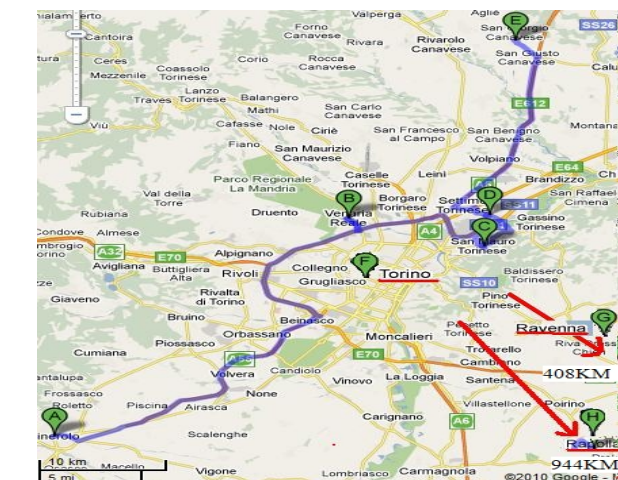 hialamberto
Valperga
Agliè
E
Cantoira
Forno
Canavese
Rivara
Rivarolo
Canavese
San Giorgio
Canavese
SS26
San Giusto
Canavese
Ceres
Mezzenile
Coassolo
Torinese
Corio
Rocca
Canavese
Traves
Lanzo
Torinese
Balangero
Mathi
San Carlo
Canavese
E612
Viù
Cafasse
Nole
Ciriè
San Francesco
al Campo
San Benigno
Canavese
Montana
Fiano
San Maurizio
Canavese
Volpiano
E64
Parco Regionale
La Mandria
Caselle
Torinese
Leini
Brandizzo
Ch
Val della
Torre
B
Borgaro
Torinese
D
San Raffael
Cimena
Rubiana
Druento
Venaria
Reale
Settimo
Torinese
Gassino
Torinese
Condove
Almese
A4
C
San Mauro
Torinese
A32
E70
Alpignano
Avigliana
Buttigliera
Alta
Rivoli
Collegno
Grugliasco
F
Torino
Baldissero
Torinese
SS10
Giaveno
Rivalta
di Torino
Pino
Torinese
G
Bruino
Beinasco
Ravenna
Piossasco
Orbassano
Moncalieri
Trofarello
Cumiana
E70
Cambiano
Volvera
Candiolo
Vinovo
La Loggia
Santena
408KM
Frossasco
Roletto
None
Villastellone
Poirino
A
Piscina
Airasca
Carignano
A6
H
Scalenghe
Rapolla
10 km
Macello
5 mi
Vigone
Lombriasco
Carmagnola
944KM
©2010 Google